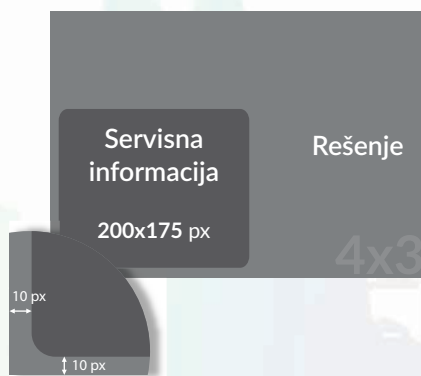 Servisna
informacija
200x175 px
Rešenje
4x3
10 px
10 px